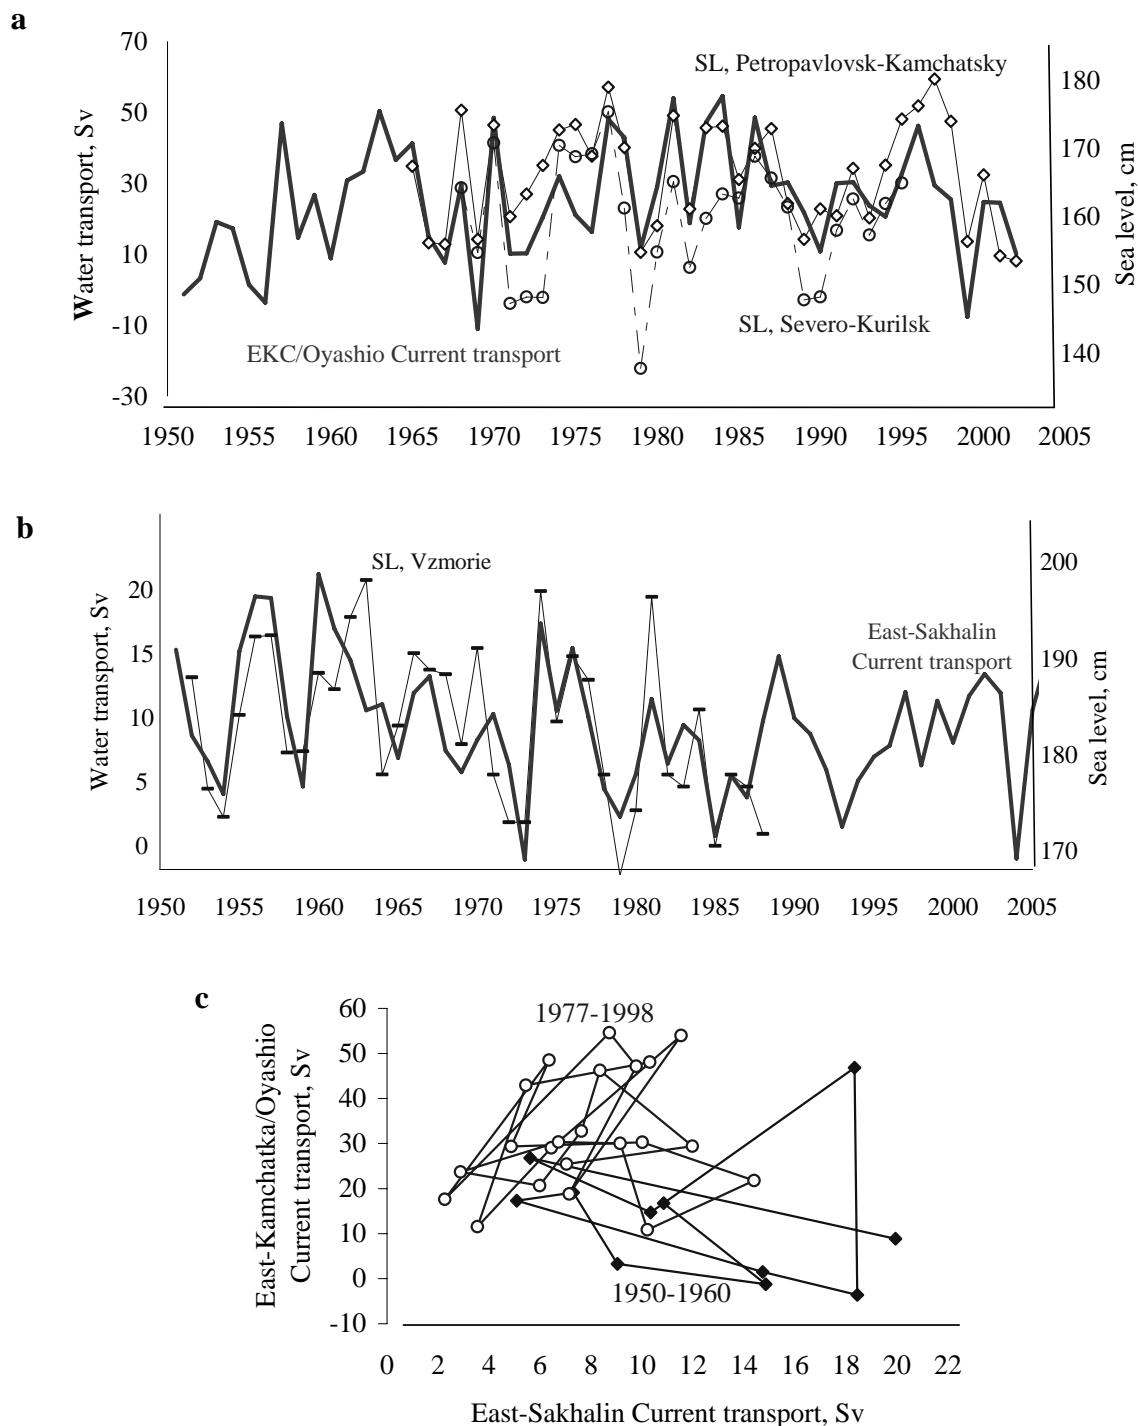 a
70
50
30
10
-10
-30
Water transport, Sv
SL, Petropavlovsk-Kamchatsky
SL, Severo-Kurilsk
EKC/Oyashio Current transport
180
170
160
150
140
Sea level, cm
1950 1955 1960 1965 1970 1975 1980 1985 1990 1995 2000 2005
b
20
15
10
5
0
Water transport, Sv
SL, Vzmorie
East-Sakhalin
Current transport
200
190
180
170
Sea level, cm
1950 1955 1960 1965 1970 1975 1980 1985 1990 1995 2000 2005
c
60
50
40
30
20
10
0
-10
East-Kamchatka/Oyashio
Current transport, Sv
1977-1998
1950-1960
0 2 4 6 8 10 12 14 16 18 20 22
East-Sakhalin Current transport, Sv